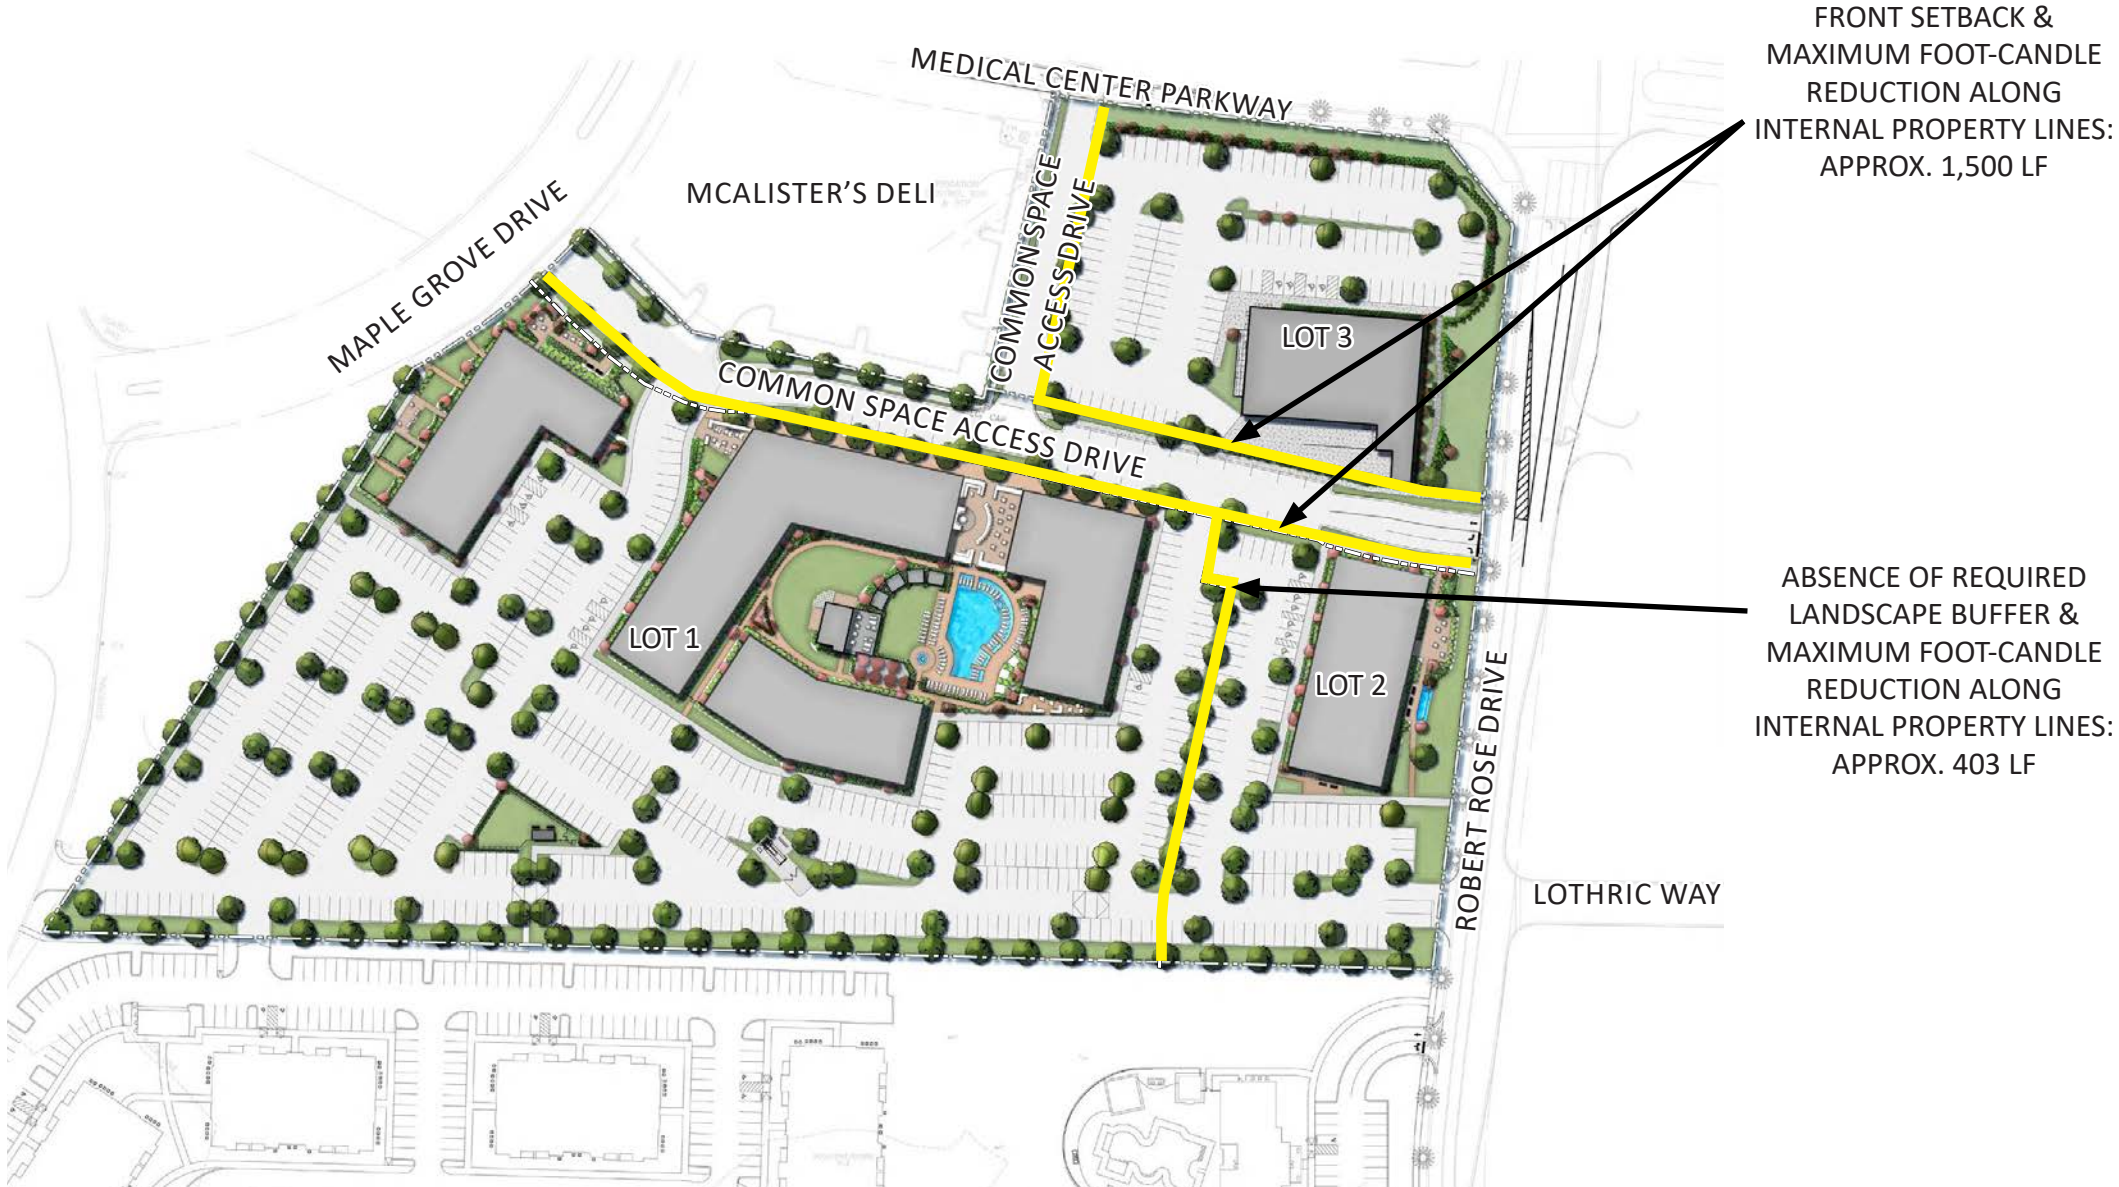 FRONT SETBACK &
MAXIMUM FOOT-CANDLE
REDUCTION ALONG
INTERNAL PROPERTY LINES:
APPROX. 1,500 LF
MEDICAL CENTER PARKWAY
MCALISTER'S DELI
MAPLE GROVE DRIVE
COMMON SPACE
ACCESS DRIVE
LOT 3
COMMON SPACE ACCESS DRIVE
LOT 1
LOT 2
ABSENCE OF REQUIRED
LANDSCAPE BUFFER &
MAXIMUM FOOT-CANDLE
REDUCTION ALONG
INTERNAL PROPERTY LINES:
APPROX. 403 LF
ROBERT ROSE DRIVE
LOTHRIC WAY